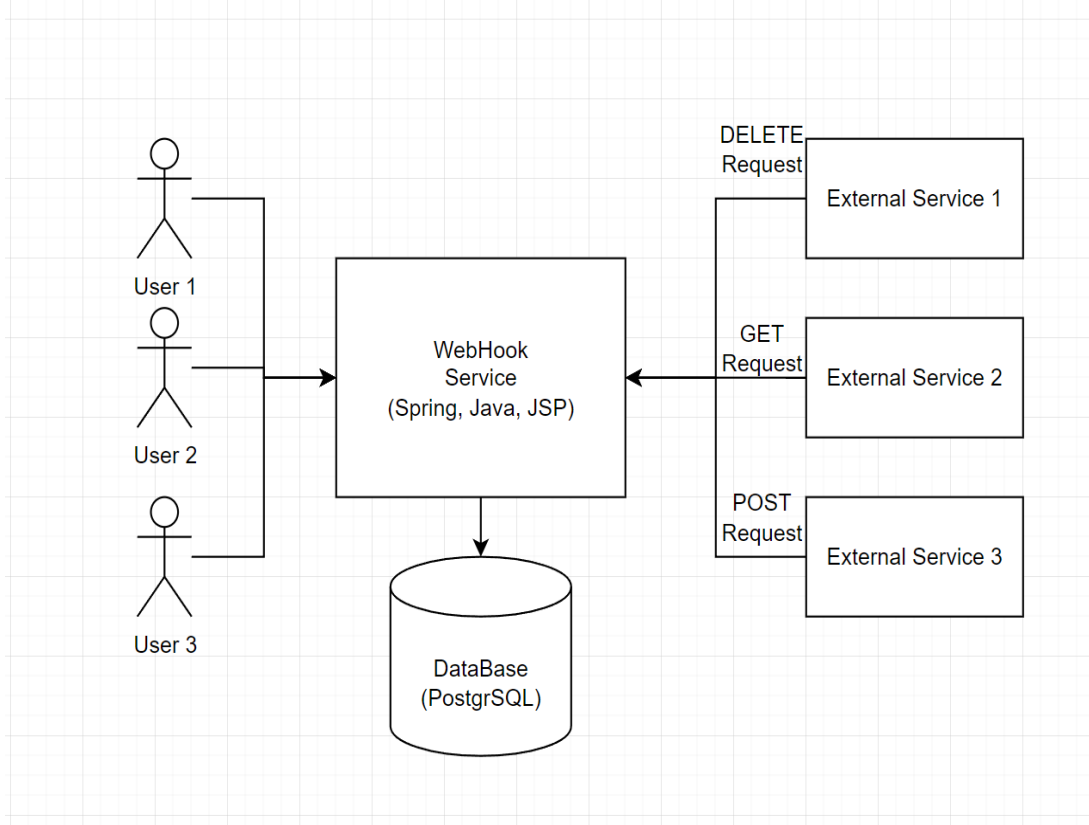 User 1
User 2
User 3
WebHook
Service
(Spring, Java, JSP)
DataBase
(PostgrSQL)
DELETE
Request
External Service 1
GET
Request
External Service 2
POST
Request
External Service 3